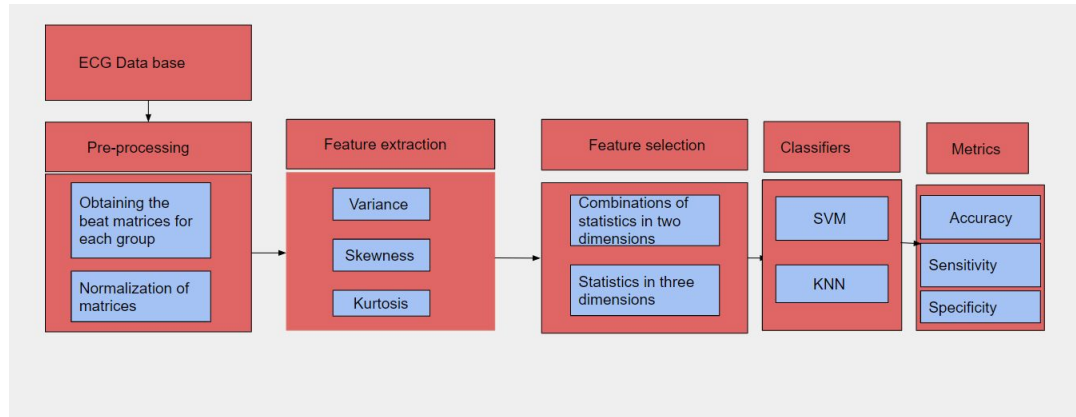 ECG Data base
Pre-processing
Obtaining the
beat matrices for
each group
Normalization of
matrices
Feature extraction
Variance
Skewness
Kurtosis
Feature selection
Combinations of
statistics in two
dimensions
Statistics in three
dimensions
Classifiers
SVM
KNN
Metrics
Accuracy
Sensitivity
Specificity